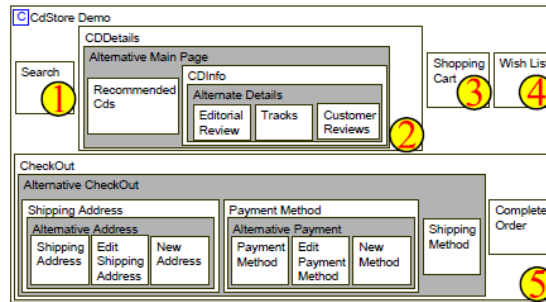 C CdStore Demo
CDDetails
Alternative Main Page
Search
1
Recommended
Cds
CDInfo
Alternate Details
Editorial
Review
Tracks
Customer
Reviews
2
Shopping
Cart
3
Wish List
4
CheckOut
Alternative CheckOut
Shipping Address
Alternative Address
Shipping
Address
Edit
Shipping
Address
New
Address
Payment Method
Alternative Payment
Payment
Method
Edit
Payment
Method
New
Method
Shipping
Method
Complete
Order
5